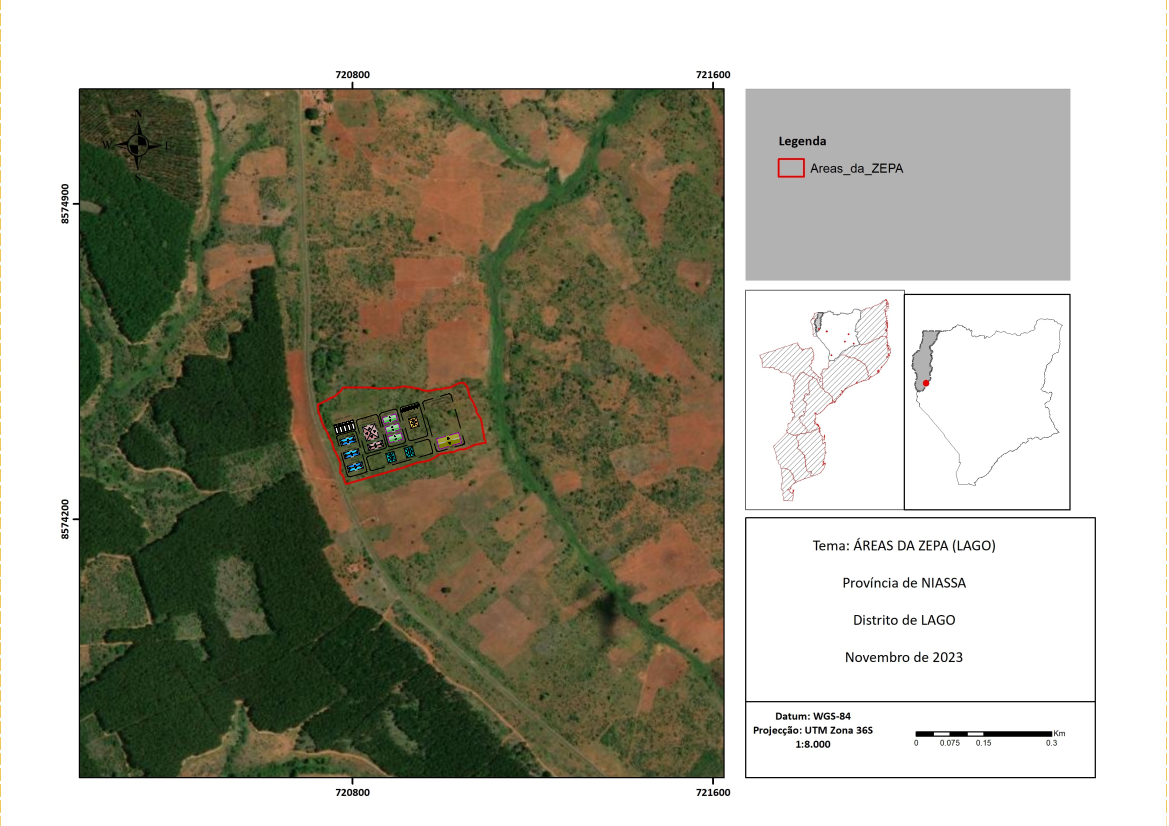 720800
721600
N
W
8574900
8574200
720800
721600
Legenda
Areas_da_ZEPA
Tema: ÁREAS DA ZEPA (LAGO)
Província de NIASSA
Distrito de LAGO
Novembro de 2023
Datum: WGS-84
Projecção: UTM Zona 36S
1:8.000
Km
0 0.075 0.15 0.3